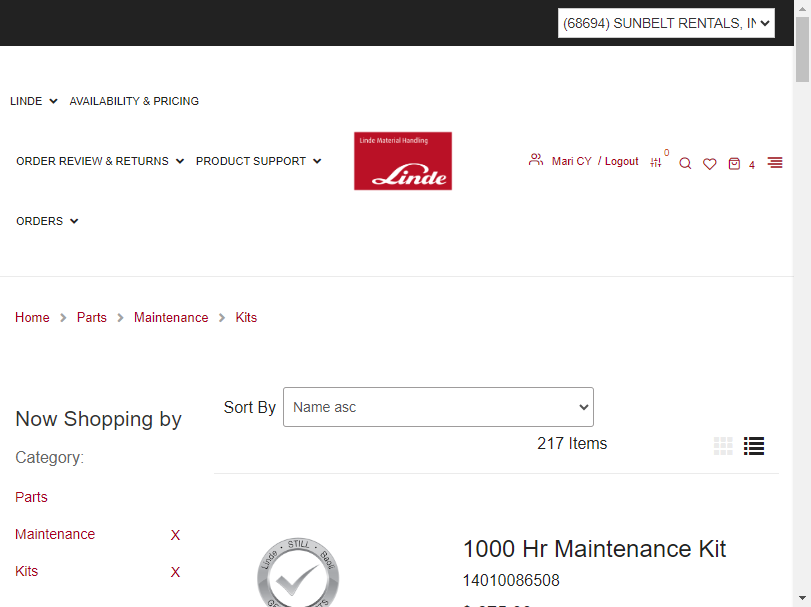 (68694) SUNBELT RENTALS, IN
LINDE AVAILABILITY & PRICING
ORDER REVIEW & RETURNS PRODUCT SUPPORT
Linde Material Handling
Linde
Mari CY / Logout 0 4
ORDERS
Home Parts Maintenance Kits
Now Shopping by
Category:
Parts
Maintenance X
Kits X
Sort By Name asc
217 Items
Linde · STILL · Baoli
1000 Hr Maintenance Kit
14010086508